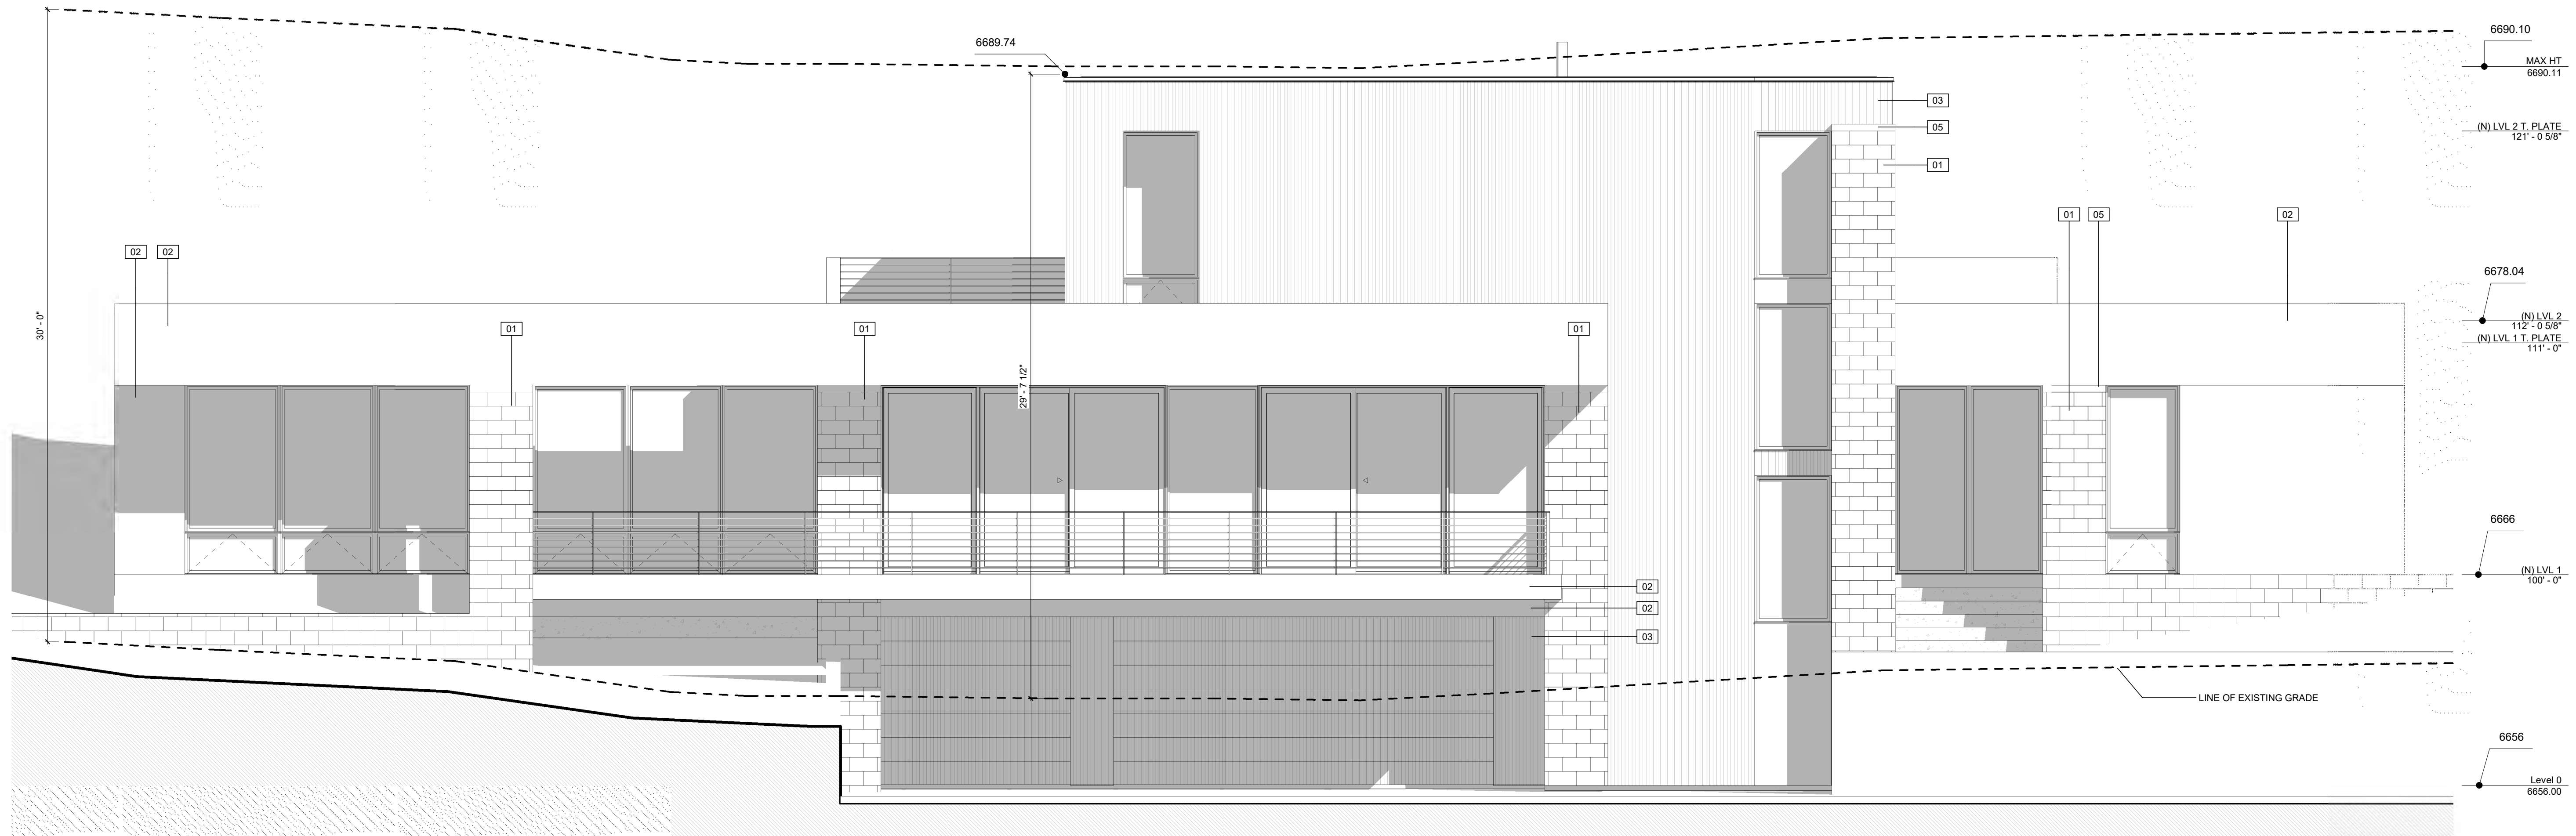 6689.74
6690.10
MAX HT
6690.11
03
05
(N) LVL 2 T. PLATE
121' - 0 5/8"
01
01
05
02
02
02
6678.04
30' - 0"
(N) LVL 2
112' - 0 5/8"
01
01
01
(N) LVL 1 T. PLATE
111' - 0"
29' - 7 1/2"
6666
(N) LVL 1
100' - 0"
02
02
03
LINE OF EXISTING GRADE
6656
Level 0
6656.00